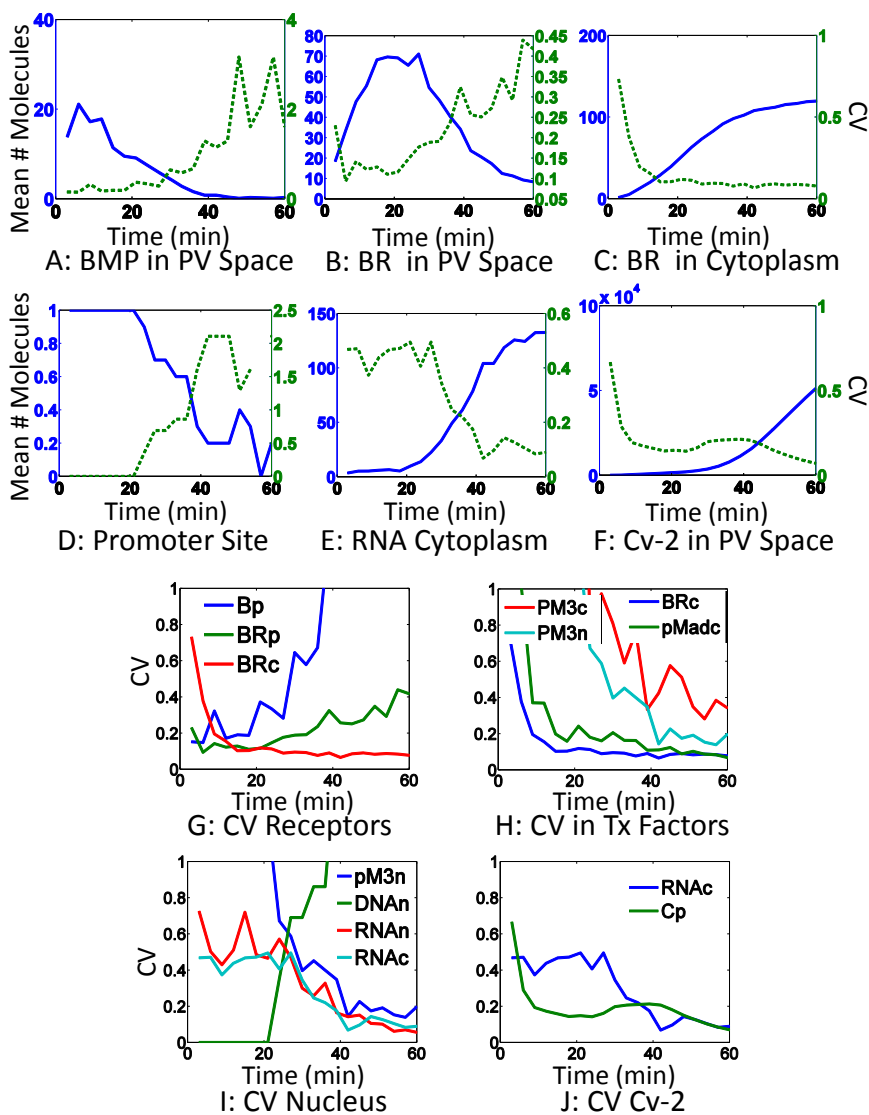 40
20
0
4
2
0
0 20 40 60
Mean # Molecules
Time (min)
A: BMP in PV Space
80
70
60
50
40
30
20
10
0
0.45
0.4
0.35
0.3
0.25
0.2
0.15
0.1
0.05
0 20 40 60
Time (min)
B: BR in PV Space
200
100
0
1
0.5
0
0 20 40 60
CV
Time (min)
C: BR in Cytoplasm
1
0.8
0.6
0.4
0.2
0
2.5
2
1.5
1
0.5
0
0 20 40 60
Mean # Molecules
Time (min)
D: Promoter Site
150
100
50
0
0.6
0.4
0.2
0
0 20 40 60
Time (min)
E: RNA Cytoplasm
x 10^4
10
5
0
1
0.5
0
0 20 40 60
CV
Time (min)
F: Cv-2 in PV Space
1
0.8
0.6
0.4
0.2
0
0 20 40 60
CV
Bp
BRp
BRc
Time (min)
G: CV Receptors
1
0.8
0.6
0.4
0.2
0
0 20 40 60
PM3c
PM3n
BRc
pMadc
Time (min)
H: CV in Tx Factors
1
0.8
0.6
0.4
0.2
0
0 20 40 60
CV
pM3n
DNAn
RNAn
RNAc
Time (min)
I: CV Nucleus
1
0.8
0.6
0.4
0.2
0
0 20 40 60
RNAc
Cp
Time (min)
J: CV Cv-2